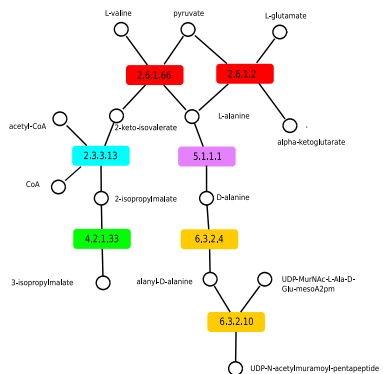 L-valine
pyruvate
L-glutamate
2.6.1.66
2.6.1.2
acetyl-CoA
2-keto-isovalerate
L-alanine
alpha-ketoglutarate
2.3.3.13
5.1.1.1
CoA
2-isopropylmalate
D-alanine
4,2.1,33
6,3.2.4
3-isopropylmalate
alanyl-D-alanine
UDP-MurNAc-L-Ala-D-
Glu-mesoA2pm
6.3.2.10
UDP-N-acetylmuramoyl-pentapeptide